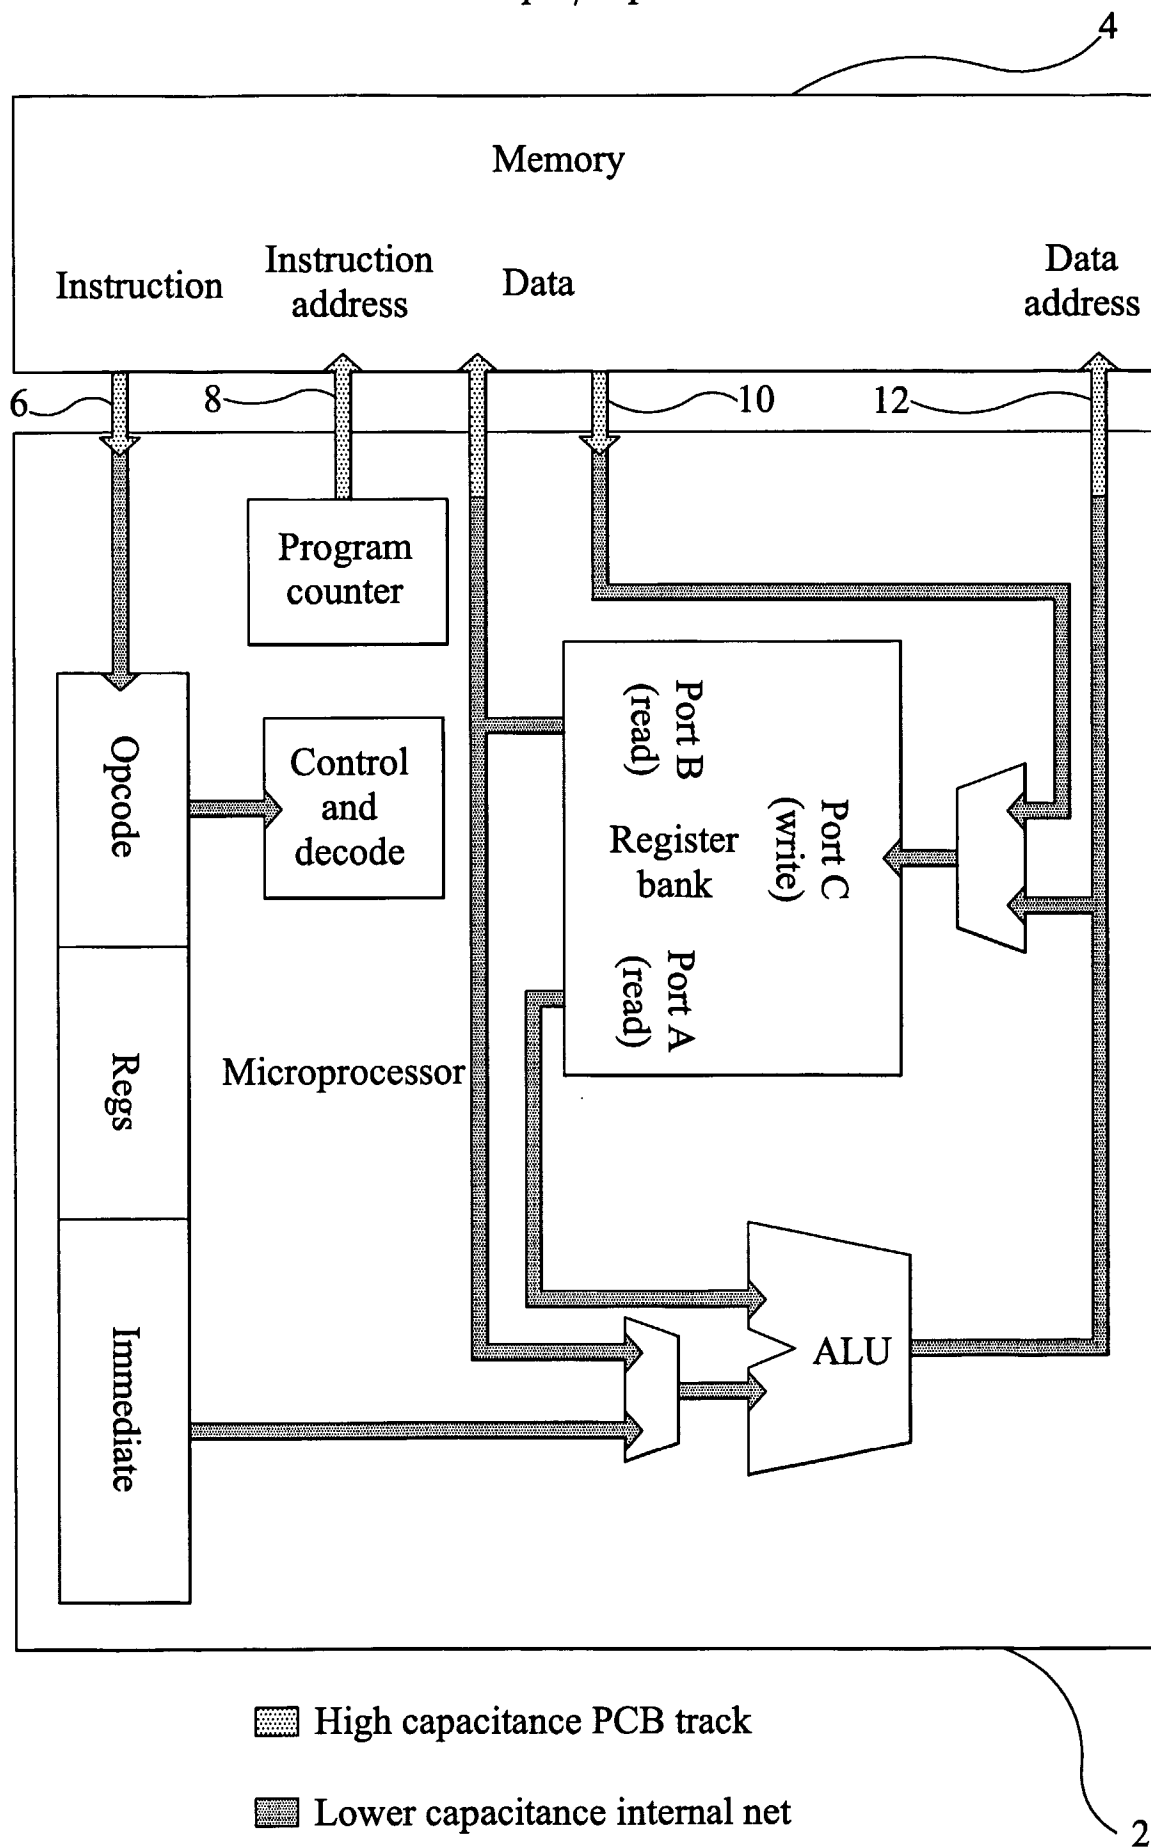 4
Memory
Instruction
Instruction
address
Data
Data
address
6
8
10
12
Program
counter
Opcode
Control
and
decode
Port B
(read)
Port C
(write)
Register
bank
Port A
(read)
Regs
Microprocessor
Immediate
ALU
High capacitance PCB track
Lower capacitance internal net
2